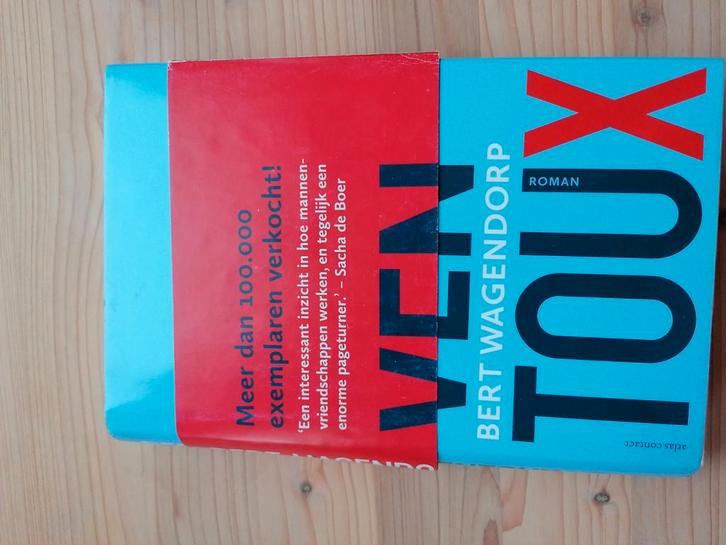 Meer dan 100.000
exemplaren verkocht!
'Een interessant inzicht in hoe mannen-
vriendschappen werken, en tegelijk een
enorme pageturner.' – Sacha de Boer
VEN
BERT WAGENDORP
TOUX
ROMAN
atlas contact
WAGENDO